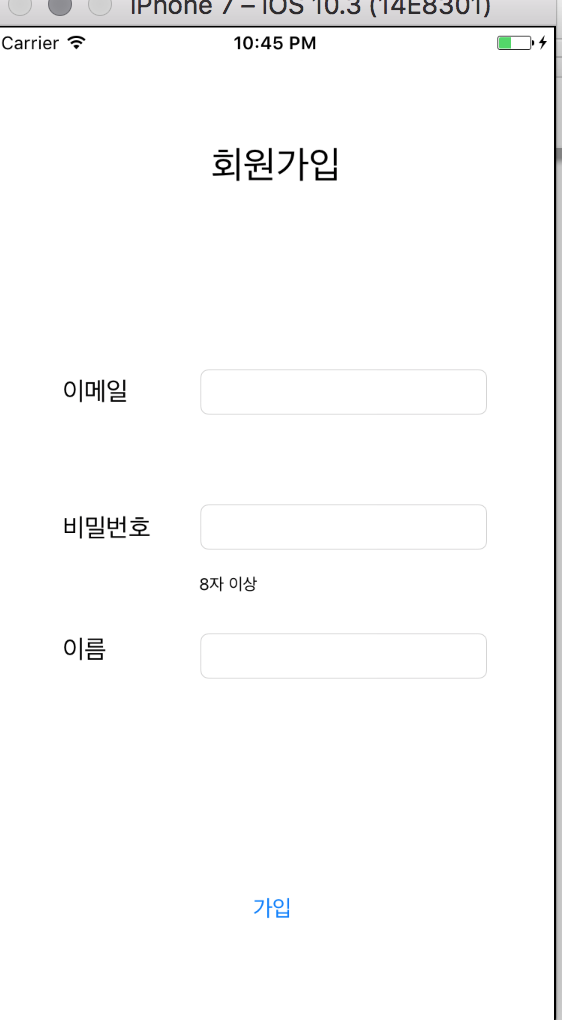 iPhone 7 – iOS 10.3 (14E8301)
Carrier 10:45 PM
회원가입
이메일
비밀번호
8자 이상
이름
가입